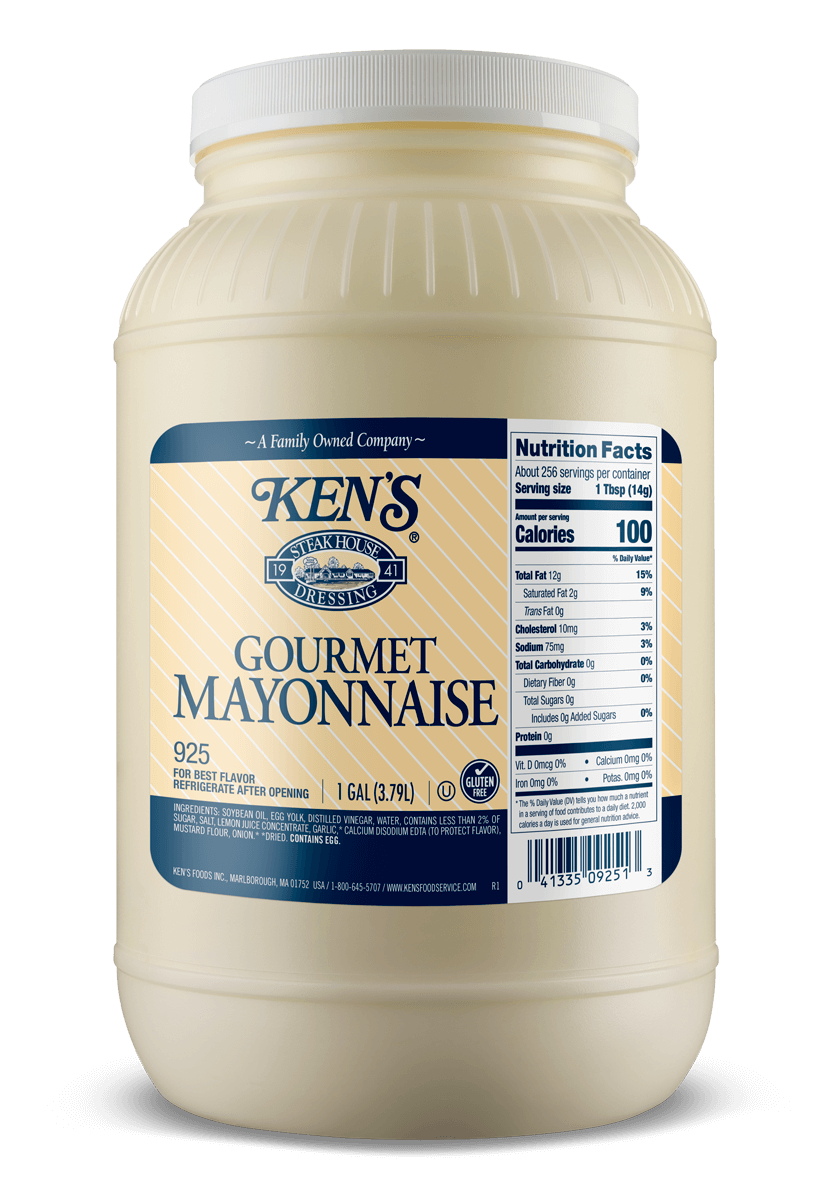 ~A Family Owned Company~
KEN'S®
STEAK HOUSE
19 41
DRESSING
GOURMET
MAYONNAISE
925
FOR BEST FLAVOR
REFRIGERATE AFTER OPENING
1 GAL (3.79L)
U
GLUTEN
FREE
INGREDIENTS: SOYBEAN OIL, EGG YOLK, DISTILLED VINEGAR, WATER, CONTAINS LESS THAN 2% OF
SUGAR, SALT, LEMON JUICE CONCENTRATE, GARLIC,* CALCIUM DISODIUM EDTA (TO PROTECT FLAVOR),
MUSTARD FLOUR, ONION.* *DRIED. CONTAINS EGG.
KEN'S FOODS INC., MARLBOROUGH, MA 01752 USA / 1-800-645-5707 / WWW.KENSFOODSERVICE.COM R1
Nutrition Facts
About 256 servings per container
Serving size 1 Tbsp (14g)
Amount per serving
Calories 100
% Daily Value*
Total Fat 12g 15%
Saturated Fat 2g 9%
Trans Fat 0g
Cholesterol 10mg 3%
Sodium 75mg 3%
Total Carbohydrate 0g 0%
Dietary Fiber 0g 0%
Total Sugars 0g
Includes 0g Added Sugars 0%
Protein 0g
Vit. D 0mcg 0% • Calcium 0mg 0%
Iron 0mg 0% • Potas. 0mg 0%
*The % Daily Value (DV) tells you how much a nutrient
in a serving of food contributes to a daily diet. 2,000
calories a day is used for general nutrition advice.
0 41335 09251 3